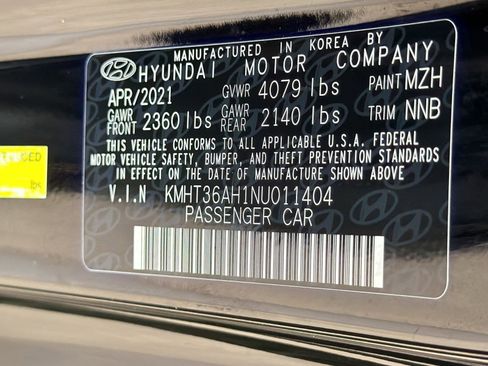 MANUFACTURED IN KOREA BY
HYUNDAI MOTOR COMPANY
APR/2021 GVWR 4079 lbs PAINT MZH
GAWR FRONT 2360 lbs GAWR REAR 2140 lbs TRIM NNB
THIS VEHICLE CONFORMS TO ALL APPLICABLE U.S.A. FEDERAL
MOTOR VEHICLE SAFETY, BUMPER, AND THEFT PREVENTION STANDARDS
IN EFFECT ON THE DATE OF MANUFACTURE SHOWN ABOVE.
V.I.N KMHT36AH1NU011404
PASSENGER CAR
lbs